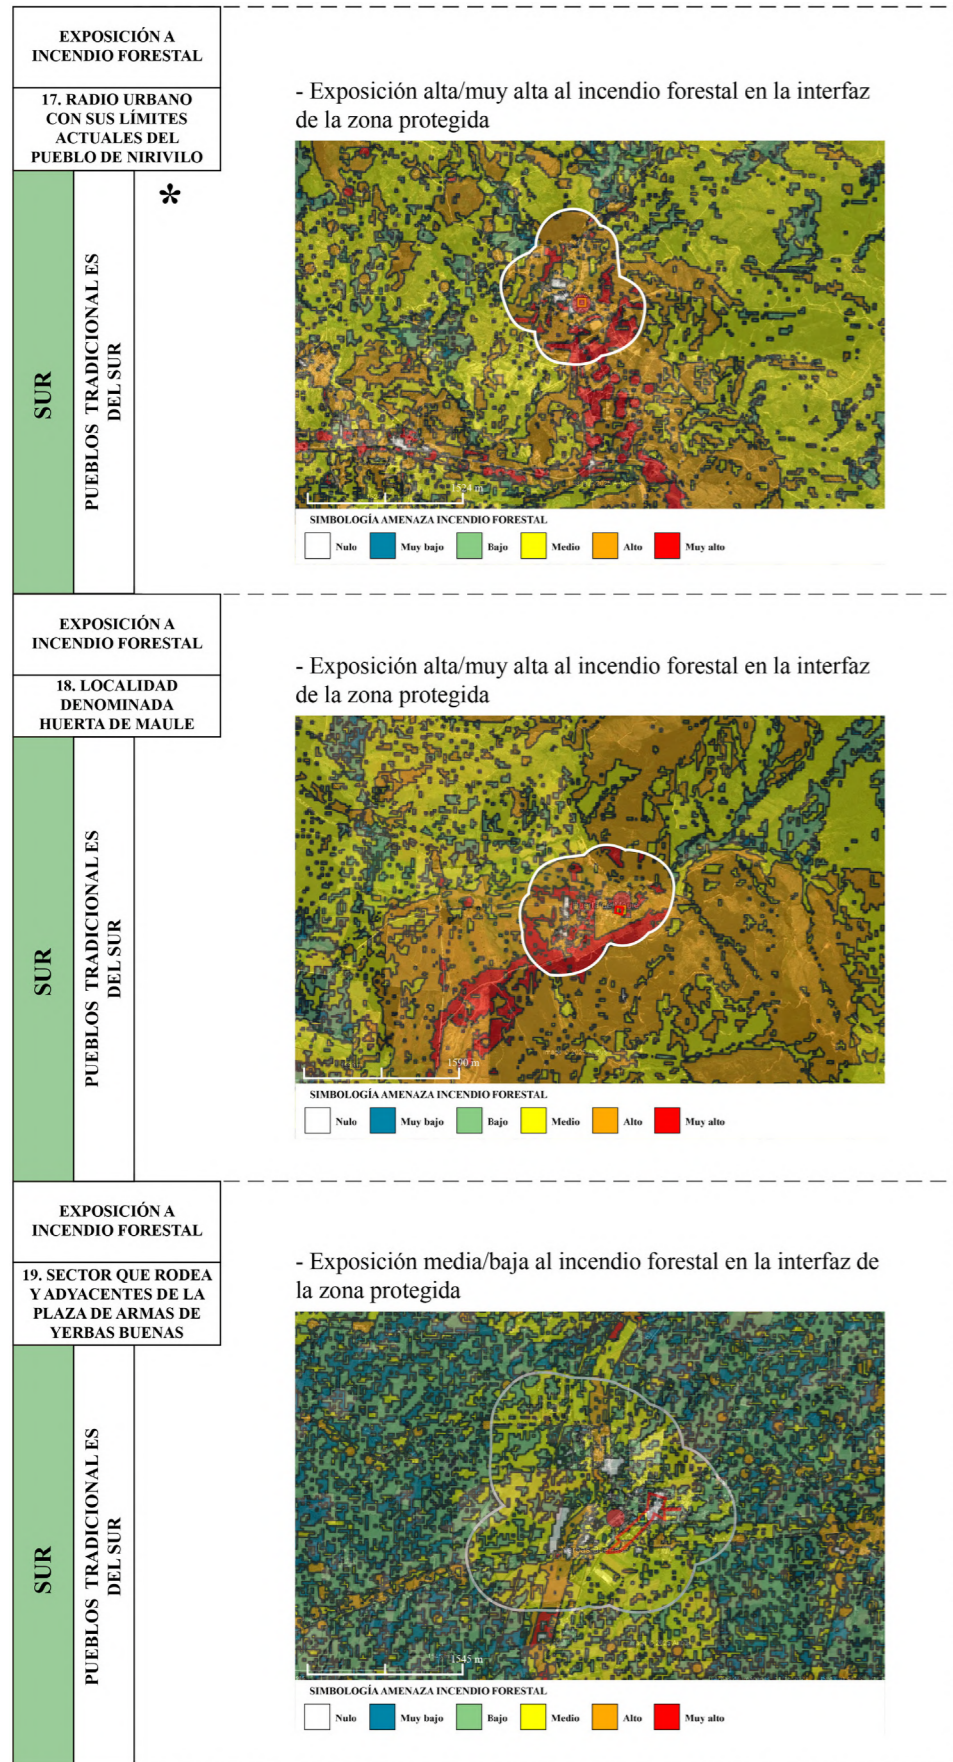 EXPOSICIÓN A
INCENDIO FORESTAL
17. RADIO URBANO
CON SUS LÍMITES
ACTUALES DEL
PUEBLO DE NIRIVILO
*
SUR
PUEBLOS TRADICIONALES
DEL SUR
- Exposición alta/muy alta al incendio forestal en la interfaz
de la zona protegida
1524 m
SIMBOLOGÍA AMENAZA INCENDIO FORESTAL
Nulo Muy bajo Bajo Medio Alto Muy alto
EXPOSICIÓN A
INCENDIO FORESTAL
18. LOCALIDAD
DENOMINADA
HUERTA DE MAULE
SUR
PUEBLOS TRADICIONALES
DEL SUR
- Exposición alta/muy alta al incendio forestal en la interfaz
de la zona protegida
1590 m
SIMBOLOGÍA AMENAZA INCENDIO FORESTAL
Nulo Muy bajo Bajo Medio Alto Muy alto
EXPOSICIÓN A
INCENDIO FORESTAL
19. SECTOR QUE RODEA
Y ADYACENTES DE LA
PLAZA DE ARMAS DE
YERBAS BUENAS
SUR
PUEBLOS TRADICIONALES
DEL SUR
- Exposición media/baja al incendio forestal en la interfaz de
la zona protegida
1545 m
SIMBOLOGÍA AMENAZA INCENDIO FORESTAL
Nulo Muy bajo Bajo Medio Alto Muy alto